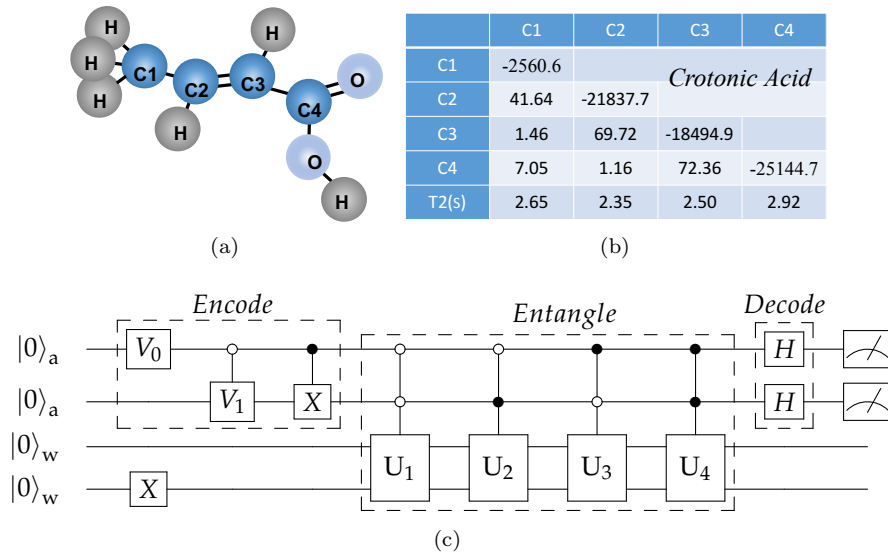 H
H
H
H
C1
C2
C3
C4
O
H
O
H
(a)
C1 C2 C3 C4
C1 -2560.6
Crotonic Acid
C2 41.64 -21837.7
C3 1.46 69.72 -18494.9
C4 7.05 1.16 72.36 -25144.7
T2(s) 2.65 2.35 2.50 2.92
(b)
Encode Entangle Decode
|0⟩a V0 H
|0⟩a V1 X H
|0⟩w
U1 U2 U3 U4
|0⟩w X
(c)